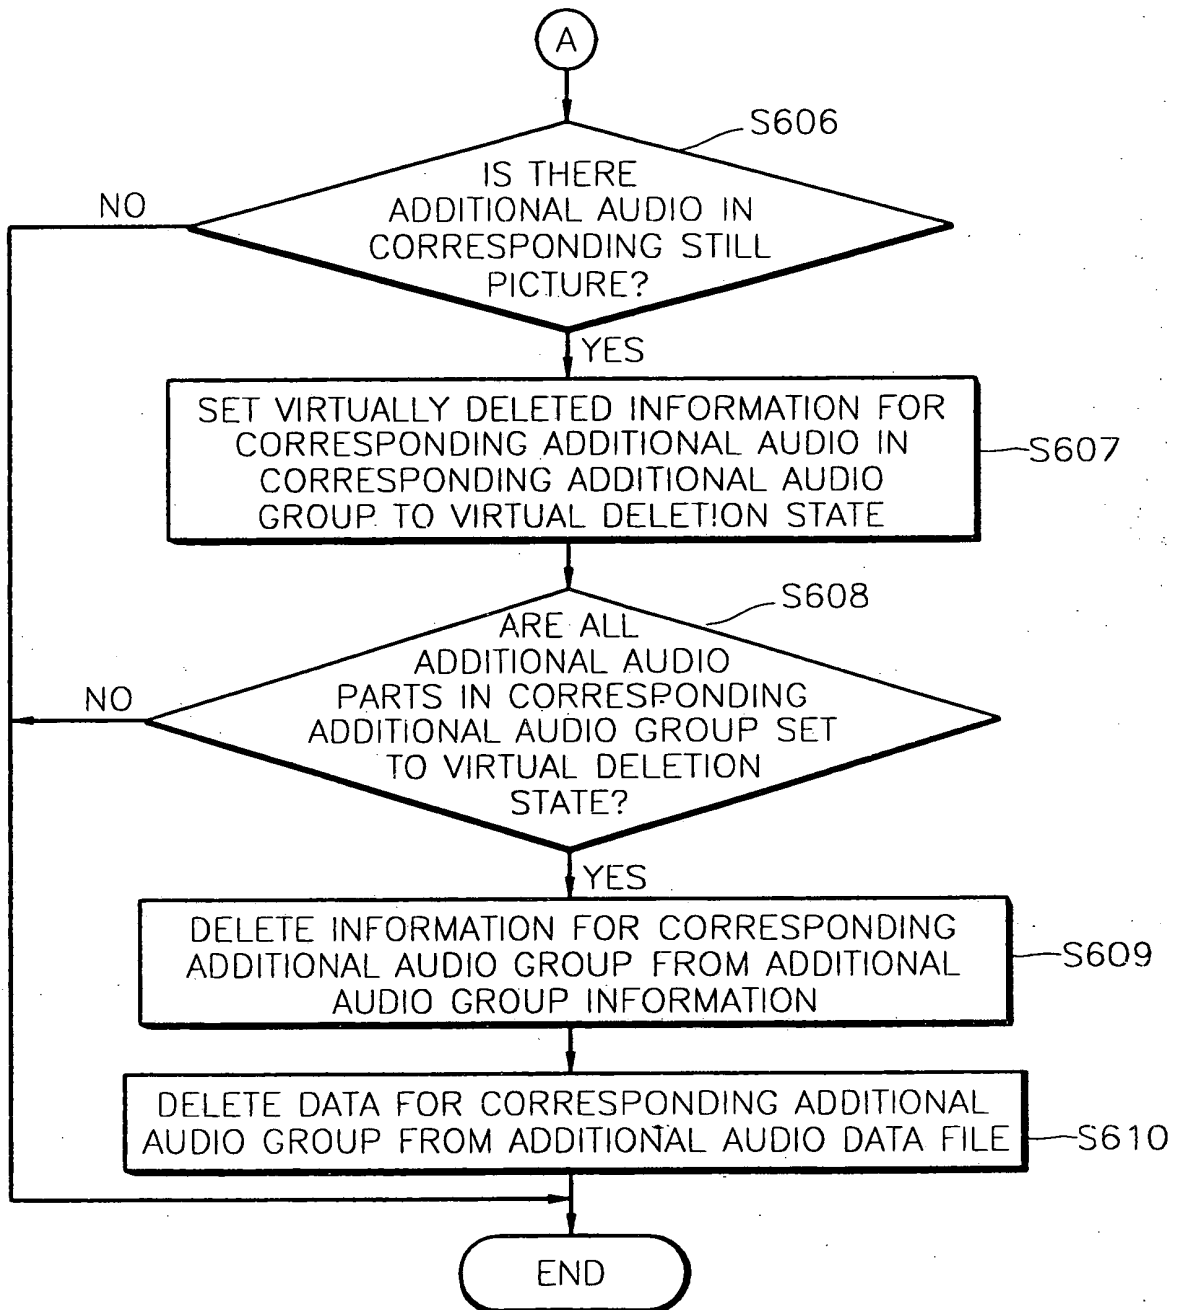 A
S606
IS THERE
ADDITIONAL AUDIO IN
CORRESPONDING STILL
PICTURE?
NO
YES
SET VIRTUALLY DELETED INFORMATION FOR
CORRESPONDING ADDITIONAL AUDIO IN
CORRESPONDING ADDITIONAL AUDIO
GROUP TO VIRTUAL DELETION STATE
S607
S608
ARE ALL
ADDITIONAL AUDIO
PARTS IN CORRESPONDING
ADDITIONAL AUDIO GROUP SET
TO VIRTUAL DELETION
STATE?
NO
YES
DELETE INFORMATION FOR CORRESPONDING
ADDITIONAL AUDIO GROUP FROM ADDITIONAL
AUDIO GROUP INFORMATION
S609
DELETE DATA FOR CORRESPONDING ADDITIONAL
AUDIO GROUP FROM ADDITIONAL AUDIO DATA FILE
S610
END